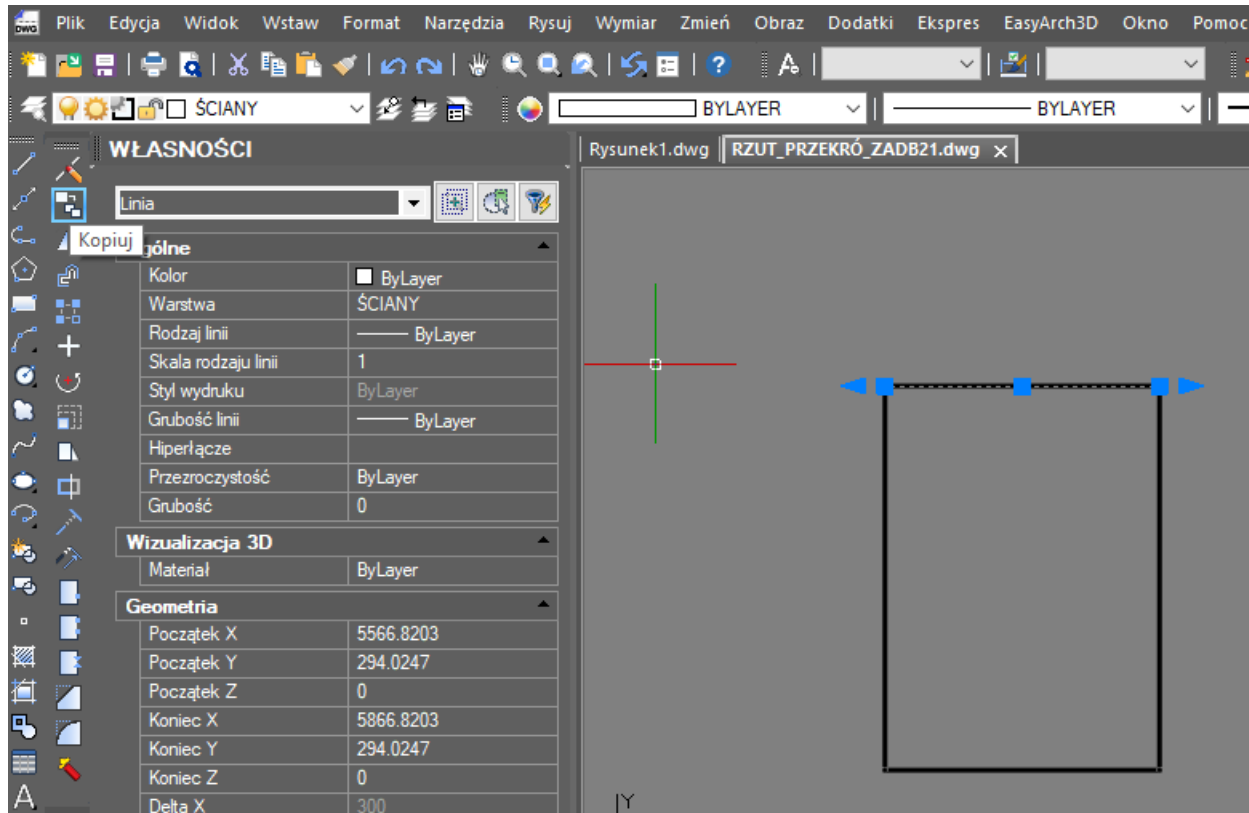 DWG Plik Edycja Widok Wstaw Format Narzędzia Rysuj Wymiar Zmień Obraz Dodatki Ekspres EasyArch3D Okno Pomoc
ŚCIANY BYLAYER BYLAYER
WŁASNOŚCI
Rysunek1.dwg RZUT_PRZEKRÓ_ZADB21.dwg
Linia
Kopiuj
gólne
Kolor ByLayer
Warstwa ŚCIANY
Rodzaj linii ByLayer
Skala rodzaju linii 1
Styl wydruku ByLayer
Grubość linii ByLayer
Hiperłącze
Przezroczystość ByLayer
Grubość 0
Wizualizacja 3D
Materiał ByLayer
Geometria
Początek X 5566.8203
Początek Y 294.0247
Początek Z 0
Koniec X 5866.8203
Koniec Y 294.0247
Koniec Z 0
Delta X 300
Y
A